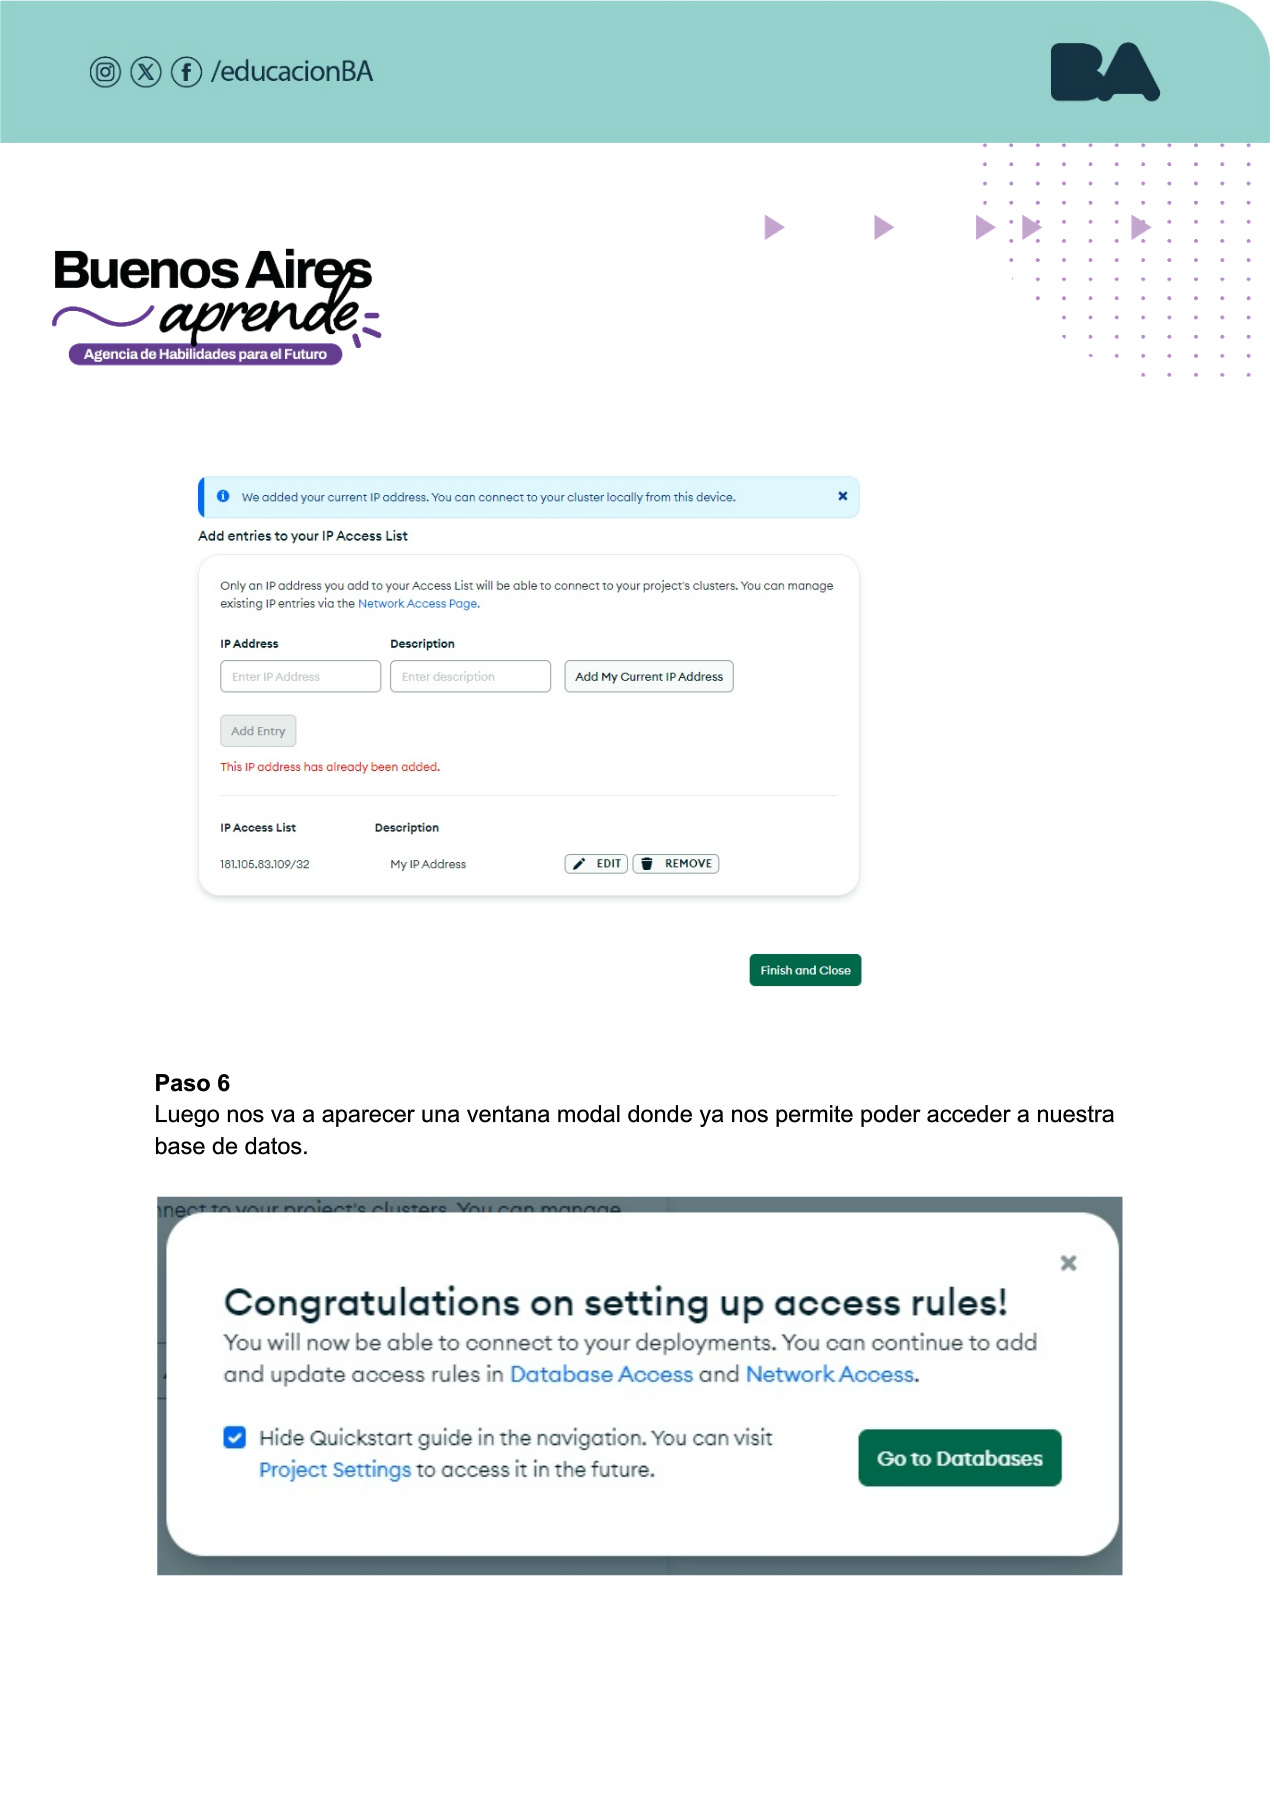 /educacionBA
BA
Buenos Aires
aprende
Agencia de Habilidades para el Futuro
We added your current IP address. You can connect to your cluster locally from this device.
Add entries to your IP Access List
Only an IP address you add to your Access List will be able to connect to your project's clusters. You can manage
existing IP entries via the Network Access Page.
IP Address Description
Enter IP Address Enter description Add My Current IP Address
Add Entry
This IP address has already been added.
IP Access List Description
181.105.83.109/32 My IP Address EDIT REMOVE
Finish and Close
Paso 6
Luego nos va a aparecer una ventana modal donde ya nos permite poder acceder a nuestra
base de datos.
nnect to your project's clusters. You can manage
Congratulations on setting up access rules!
You will now be able to connect to your deployments. You can continue to add
and update access rules in Database Access and Network Access.
Hide Quickstart guide in the navigation. You can visit
Project Settings to access it in the future.
Go to Databases